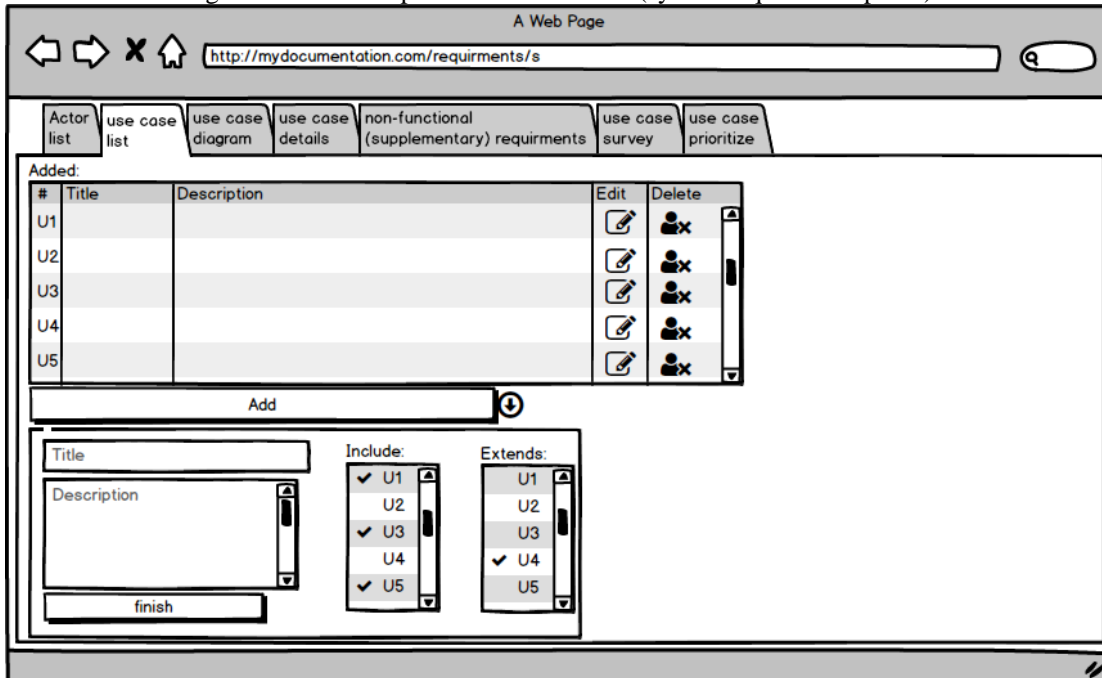 A Web Page
http://mydocumentation.com/requirments/s
Actor list
use case list
use case diagram
use case details
non-functional (supplementary) requirments
use case survey
use case prioritize
Added:
# Title Description Edit Delete
U1
U2
U3
U4
U5
Add
Title
Description
finish
Include:
U1
U2
U3
U4
U5
Extends:
U1
U2
U3
U4
U5